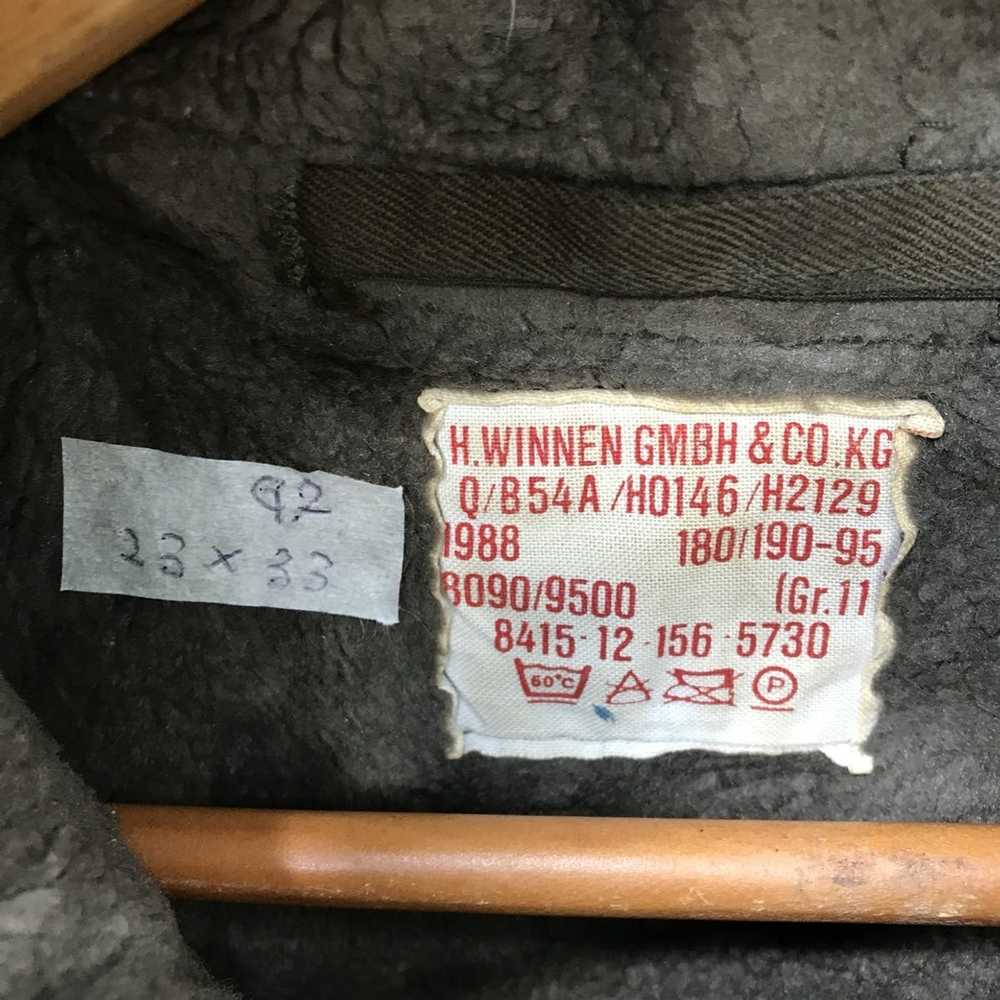 92
23 x 33
H.WINNEN GMBH & CO.KG
Q/B54A/H0146/H2129
1988 180/190-95
8090/9500 (Gr.11
8415-12-156-5730
60°C A P